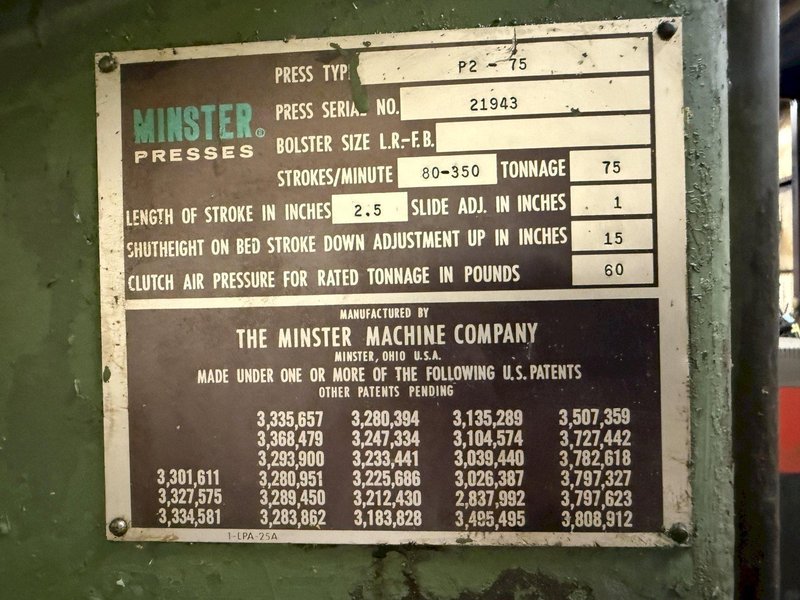 PRESS TYP P2 - 75
MINSTER®
PRESSES
PRESS SERIAL NO. 21943
BOLSTER SIZE L.R.-F.B.
STROKES/MINUTE 80-350 TONNAGE 75
LENGTH OF STROKE IN INCHES 2.5 SLIDE ADJ. IN INCHES 1
SHUTHEIGHT ON BED STROKE DOWN ADJUSTMENT UP IN INCHES 15
CLUTCH AIR PRESSURE FOR RATED TONNAGE IN POUNDS 60
MANUFACTURED BY
THE MINSTER MACHINE COMPANY
MINSTER, OHIO U.S.A.
MADE UNDER ONE OR MORE OF THE FOLLOWING U.S. PATENTS
OTHER PATENTS PENDING
3,335,657 3,280,394 3,135,289 3,507,359
3,368,479 3,247,334 3,104,574 3,727,442
3,293,900 3,233,441 3,039,440 3,782,618
3,301,611 3,280,951 3,225,686 3,026,387 3,797,327
3,327,575 3,289,450 3,212,430 2,837,992 3,797,623
3,334,581 3,283,862 3,183,828 3,495,495 3,808,912
1-LPA-25A